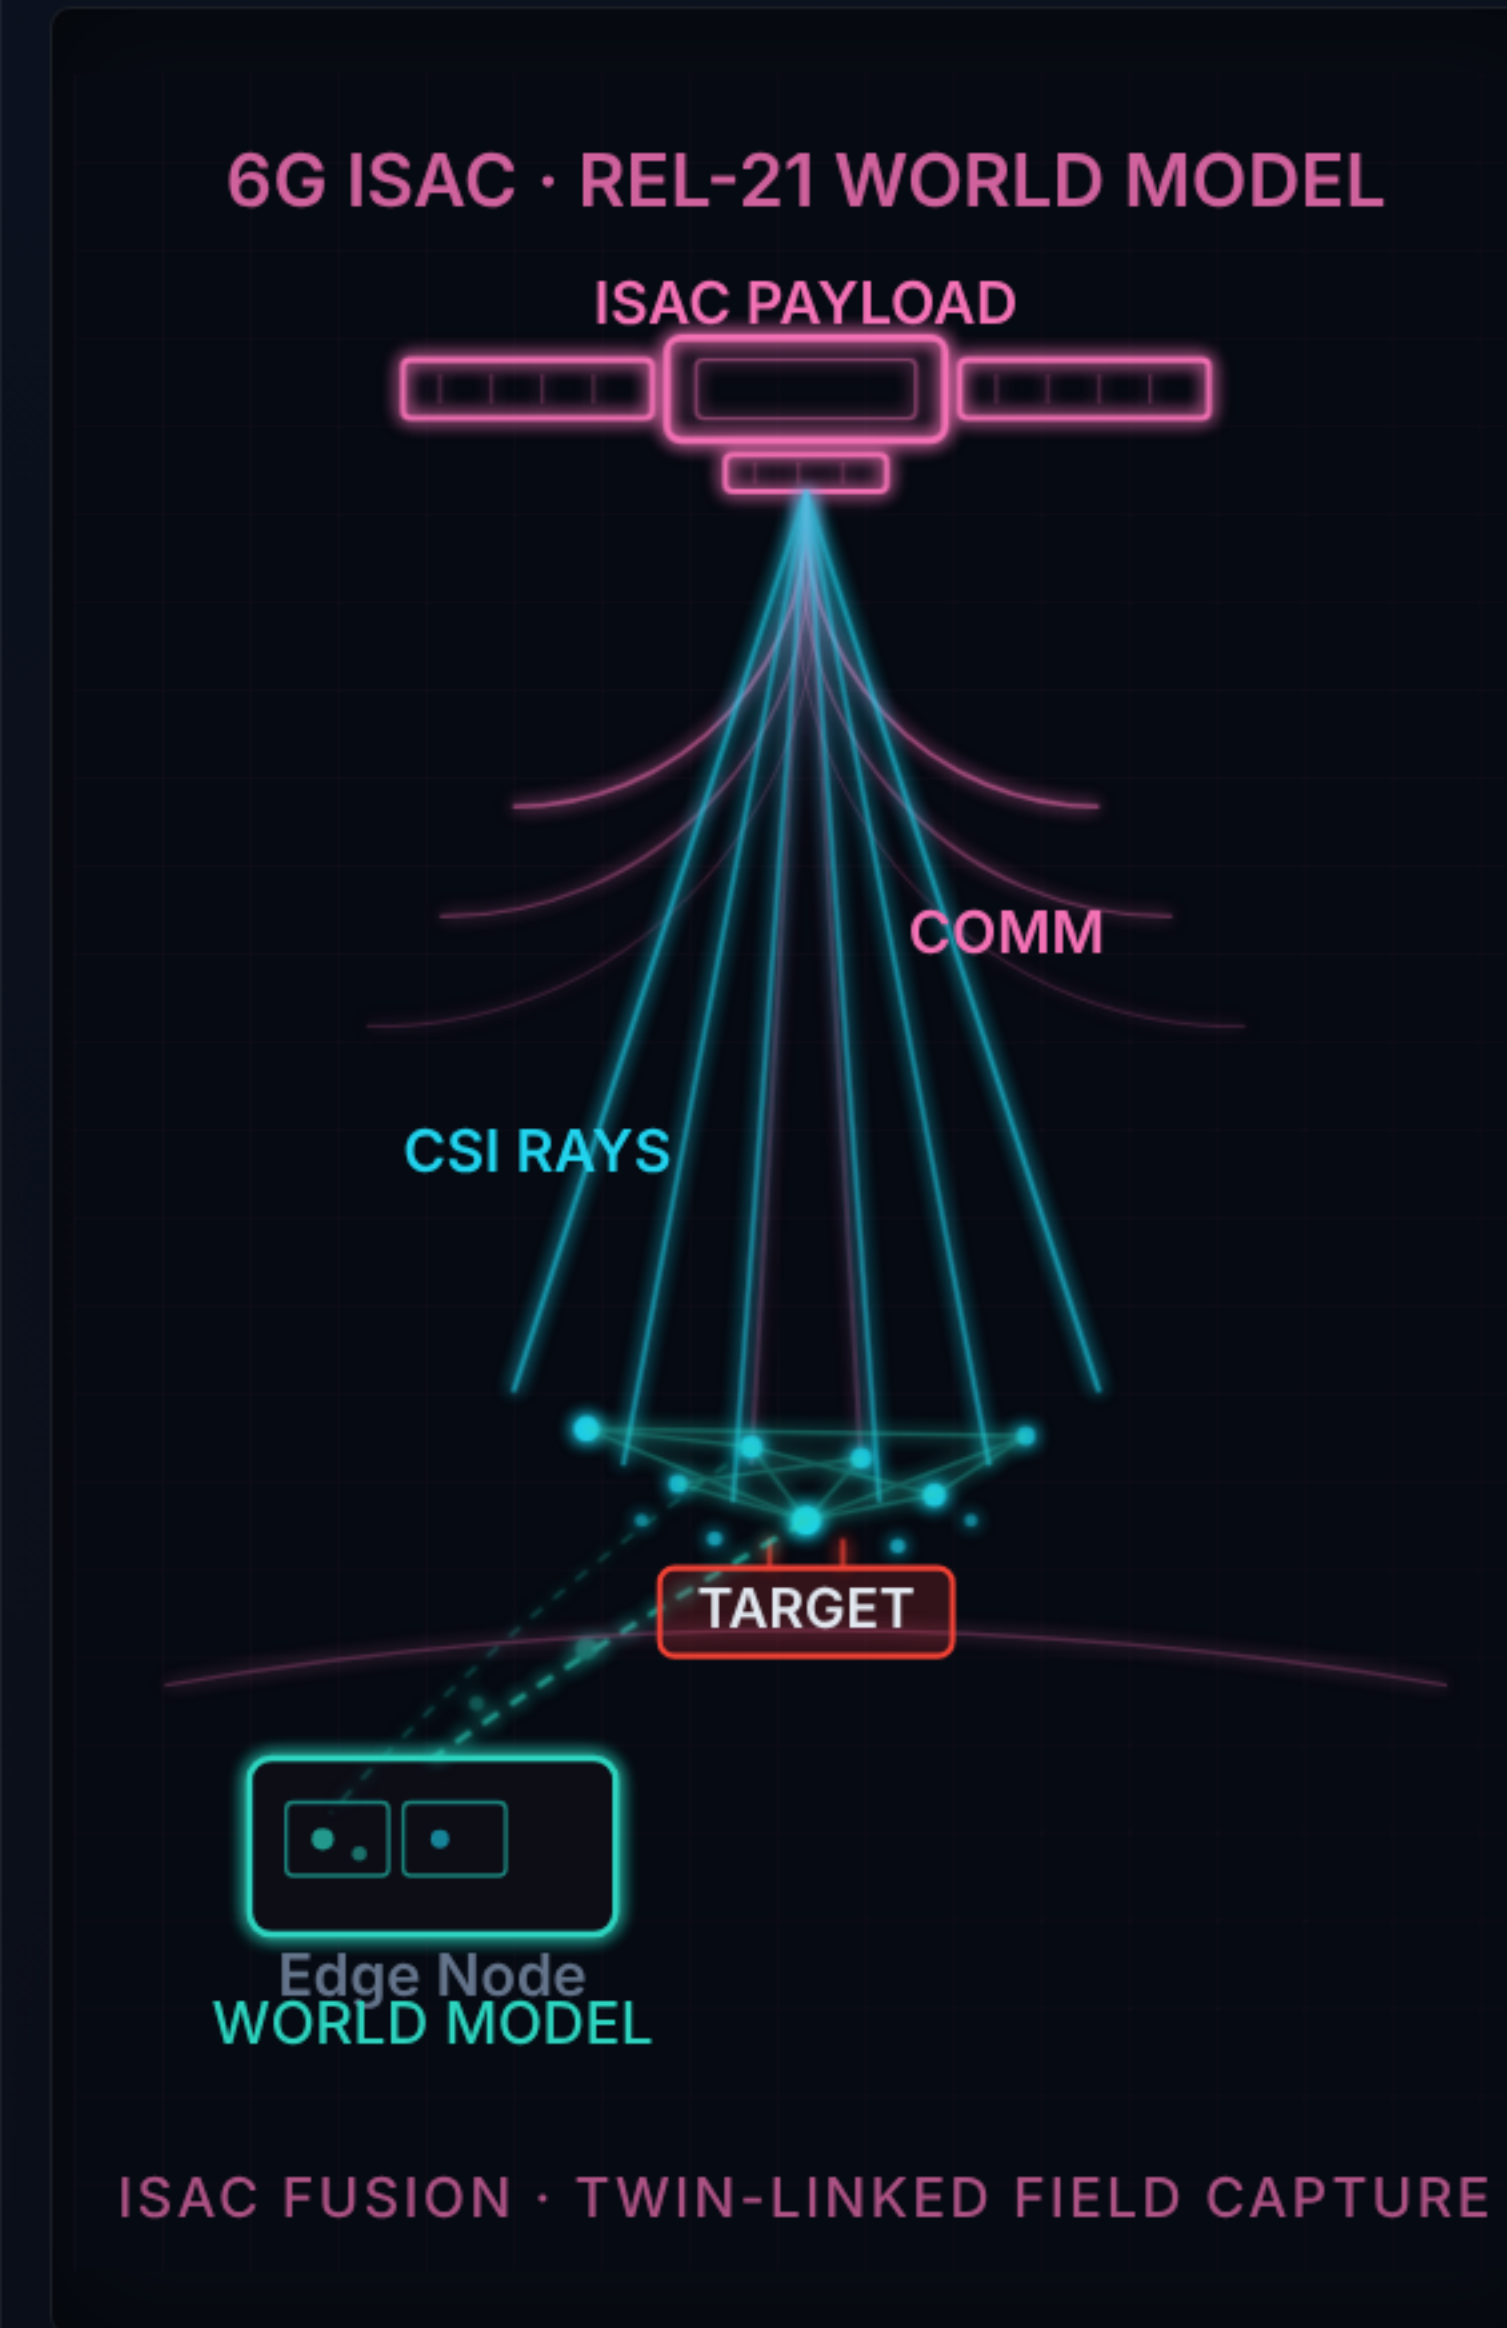 6G ISAC · REL-21 WORLD MODEL
ISAC PAYLOAD
COMM
CSI RAYS
TARGET
Edge Node
WORLD MODEL
ISAC FUSION · TWIN-LINKED FIELD CAPTURE